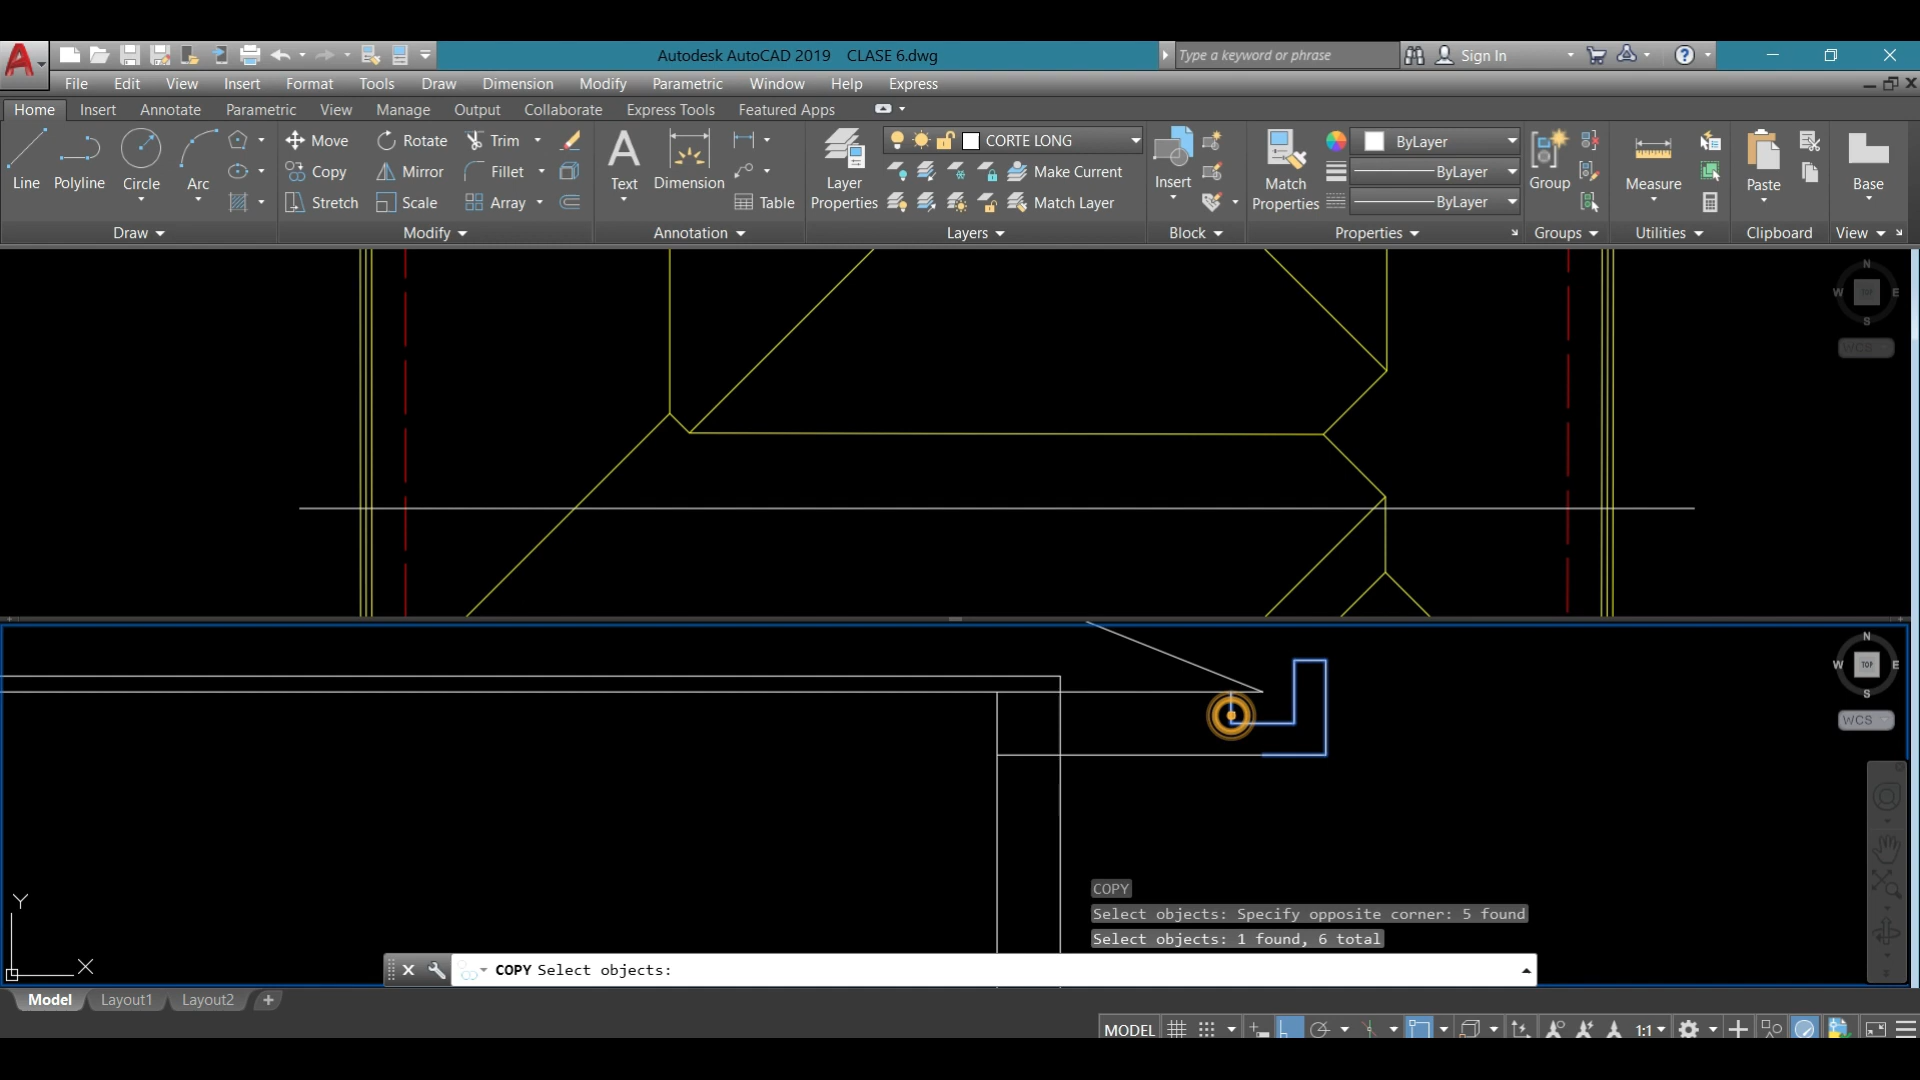 Autodesk AutoCAD 2019 CLASE 6.dwg
Type a keyword or phrase
Sign In
File Edit View Insert Format Tools Draw Dimension Modify Parametric Window Help Express
Home Insert Annotate Parametric View Manage Output Collaborate Express Tools Featured Apps
Move Rotate Trim CORTE LONG ByLayer
Copy Mirror Fillet Make Current ByLayer
Line Polyline Circle Arc Text Dimension Layer Insert Match Group Measure Paste Base
Stretch Scale Array Table Properties Match Layer Properties ByLayer
Draw Modify Annotation Layers Block Properties Groups Utilities Clipboard View
N
W TOP E
S
WCS
N
W TOP E
S
WCS
COPY
Select objects: Specify opposite corner: 5 found
Select objects: 1 found, 6 total
Y
X
COPY Select objects:
Model Layout1 Layout2
MODEL 1:1